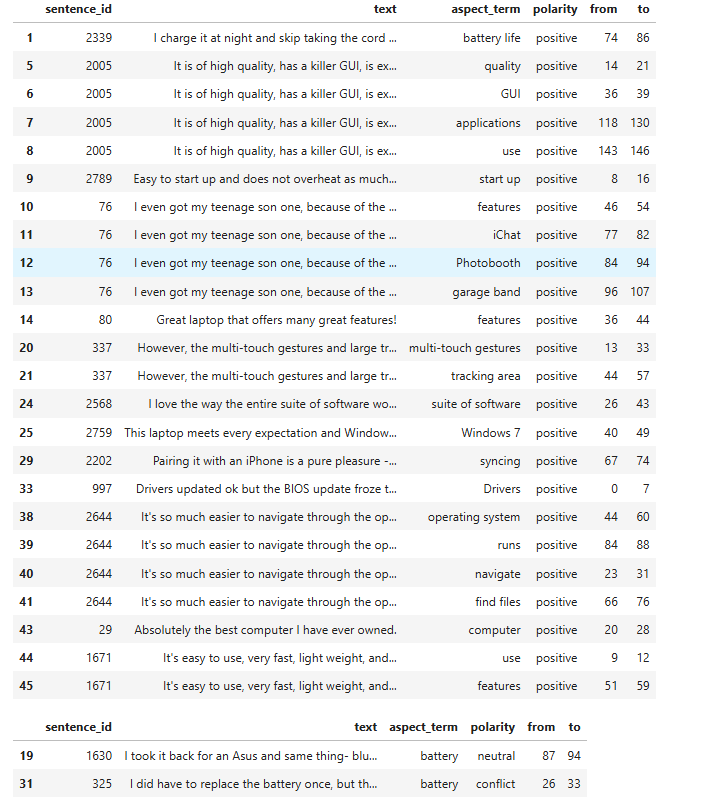 sentence_id text aspect_term polarity from to
1 2339 I charge it at night and skip taking the cord ... battery life positive 74 86
5 2005 It is of high quality, has a killer GUI, is ex... quality positive 14 21
6 2005 It is of high quality, has a killer GUI, is ex... GUI positive 36 39
7 2005 It is of high quality, has a killer GUI, is ex... applications positive 118 130
8 2005 It is of high quality, has a killer GUI, is ex... use positive 143 146
9 2789 Easy to start up and does not overheat as much... start up positive 8 16
10 76 I even got my teenage son one, because of the ... features positive 46 54
11 76 I even got my teenage son one, because of the ... iChat positive 77 82
12 76 I even got my teenage son one, because of the ... Photobooth positive 84 94
13 76 I even got my teenage son one, because of the ... garage band positive 96 107
14 80 Great laptop that offers many great features! features positive 36 44
20 337 However, the multi-touch gestures and large tr... multi-touch gestures positive 13 33
21 337 However, the multi-touch gestures and large tr... tracking area positive 44 57
24 2568 I love the way the entire suite of software wo... suite of software positive 26 43
25 2759 This laptop meets every expectation and Window... Windows 7 positive 40 49
29 2202 Pairing it with an iPhone is a pure pleasure -... syncing positive 67 74
33 997 Drivers updated ok but the BIOS update froze t... Drivers positive 0 7
38 2644 It's so much easier to navigate through the op... operating system positive 44 60
39 2644 It's so much easier to navigate through the op... runs positive 84 88
40 2644 It's so much easier to navigate through the op... navigate positive 23 31
41 2644 It's so much easier to navigate through the op... find files positive 66 76
43 29 Absolutely the best computer I have ever owned. computer positive 20 28
44 1671 It's easy to use, very fast, light weight, and... use positive 9 12
45 1671 It's easy to use, very fast, light weight, and... features positive 51 59
sentence_id text aspect_term polarity from to
19 1630 I took it back for an Asus and same thing- blu... battery neutral 87 94
31 325 I did have to replace the battery once, but th... battery conflict 26 33